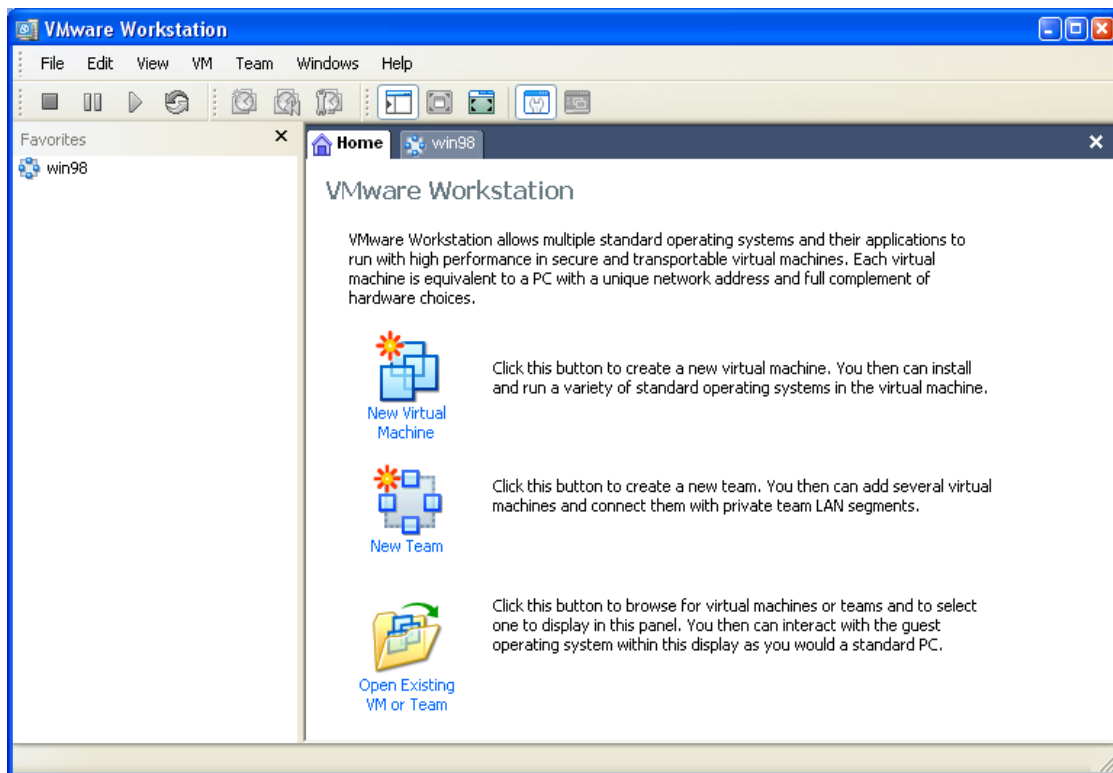 VMware Workstation
File Edit View VM Team Windows Help
Favorites
win98
Home
win98
VMware Workstation
VMware Workstation allows multiple standard operating systems and their applications to
run with high performance in secure and transportable virtual machines. Each virtual
machine is equivalent to a PC with a unique network address and full complement of
hardware choices.
New Virtual
Machine
Click this button to create a new virtual machine. You then can install
and run a variety of standard operating systems in the virtual machine.
New Team
Click this button to create a new team. You then can add several virtual
machines and connect them with private team LAN segments.
Open Existing
VM or Team
Click this button to browse for virtual machines or teams and to select
one to display in this panel. You then can interact with the guest
operating system within this display as you would a standard PC.